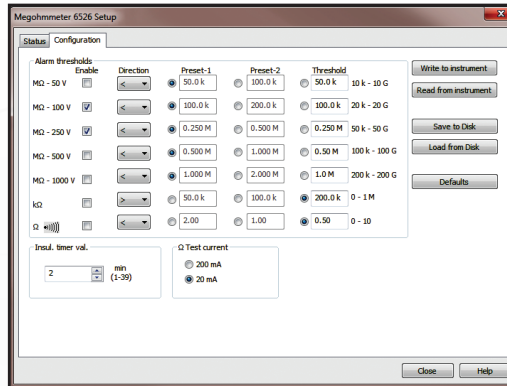 Megohmmeter 6526 Setup
Status Configuration
Alarm thresholds
Enable Direction Preset-1 Preset-2 Threshold
MΩ - 50 V < 50.0 k 100.0 k 50.0 k 10 k - 10 G
MΩ - 100 V < 100.0 k 200.0 k 100.0 k 20 k - 20 G
MΩ - 250 V < 0.250 M 0.500 M 0.250 M 50 k - 50 G
MΩ - 500 V < 0.500 M 1.000 M 0.50 M 100 k - 100 G
MΩ - 1000 V < 1.000 M 2.000 M 1.0 M 200 k - 200 G
kΩ > 50.0 k 100.0 k 200.0 k 0 - 1 M
Ω < 2.00 1.00 0.50 0 - 10
Write to instrument
Read from instrument
Save to Disk
Load from Disk
Defaults
Insul. timer val.
2 min
(1-39)
Ω Test current
200 mA
20 mA
Close Help